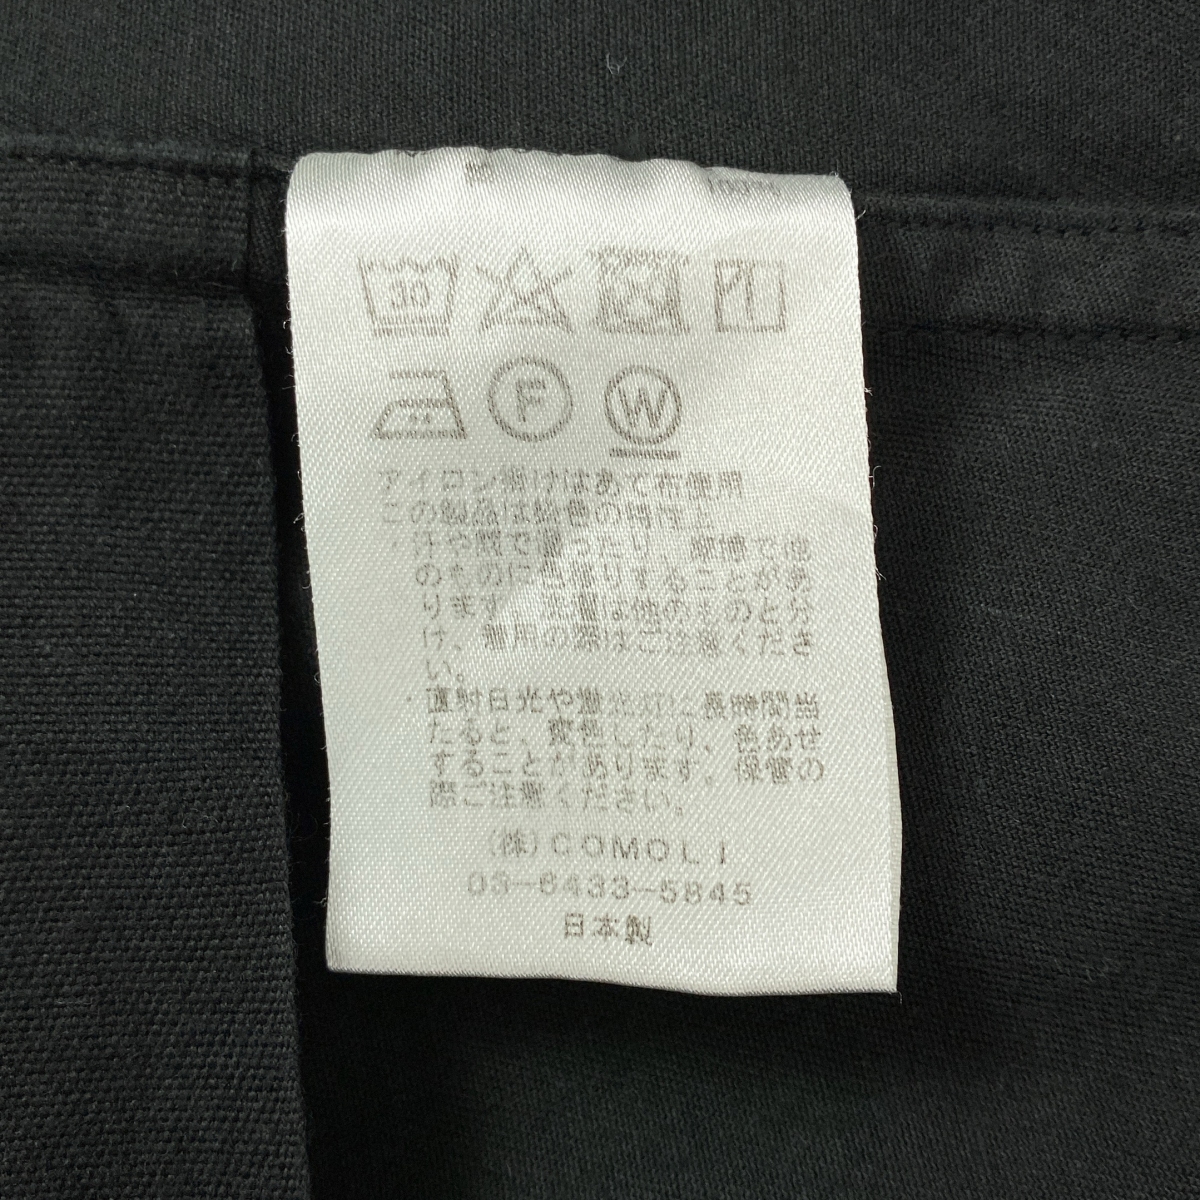 100%
30
F
W
アイロン掛けはあて布使用
この製品は染色の特性上
・汗や雨で湿ったり、摩擦で他
のものに色移りすることがあ
ります。洗濯は他のものと分
け、着用の際はご注意くださ
い。
・直射日光や蛍光灯に長時間当
たると、変色したり、色あせ
することがあります。保管の
際ご注意ください。
(株)COMOLI
03-6433-5845
日本製